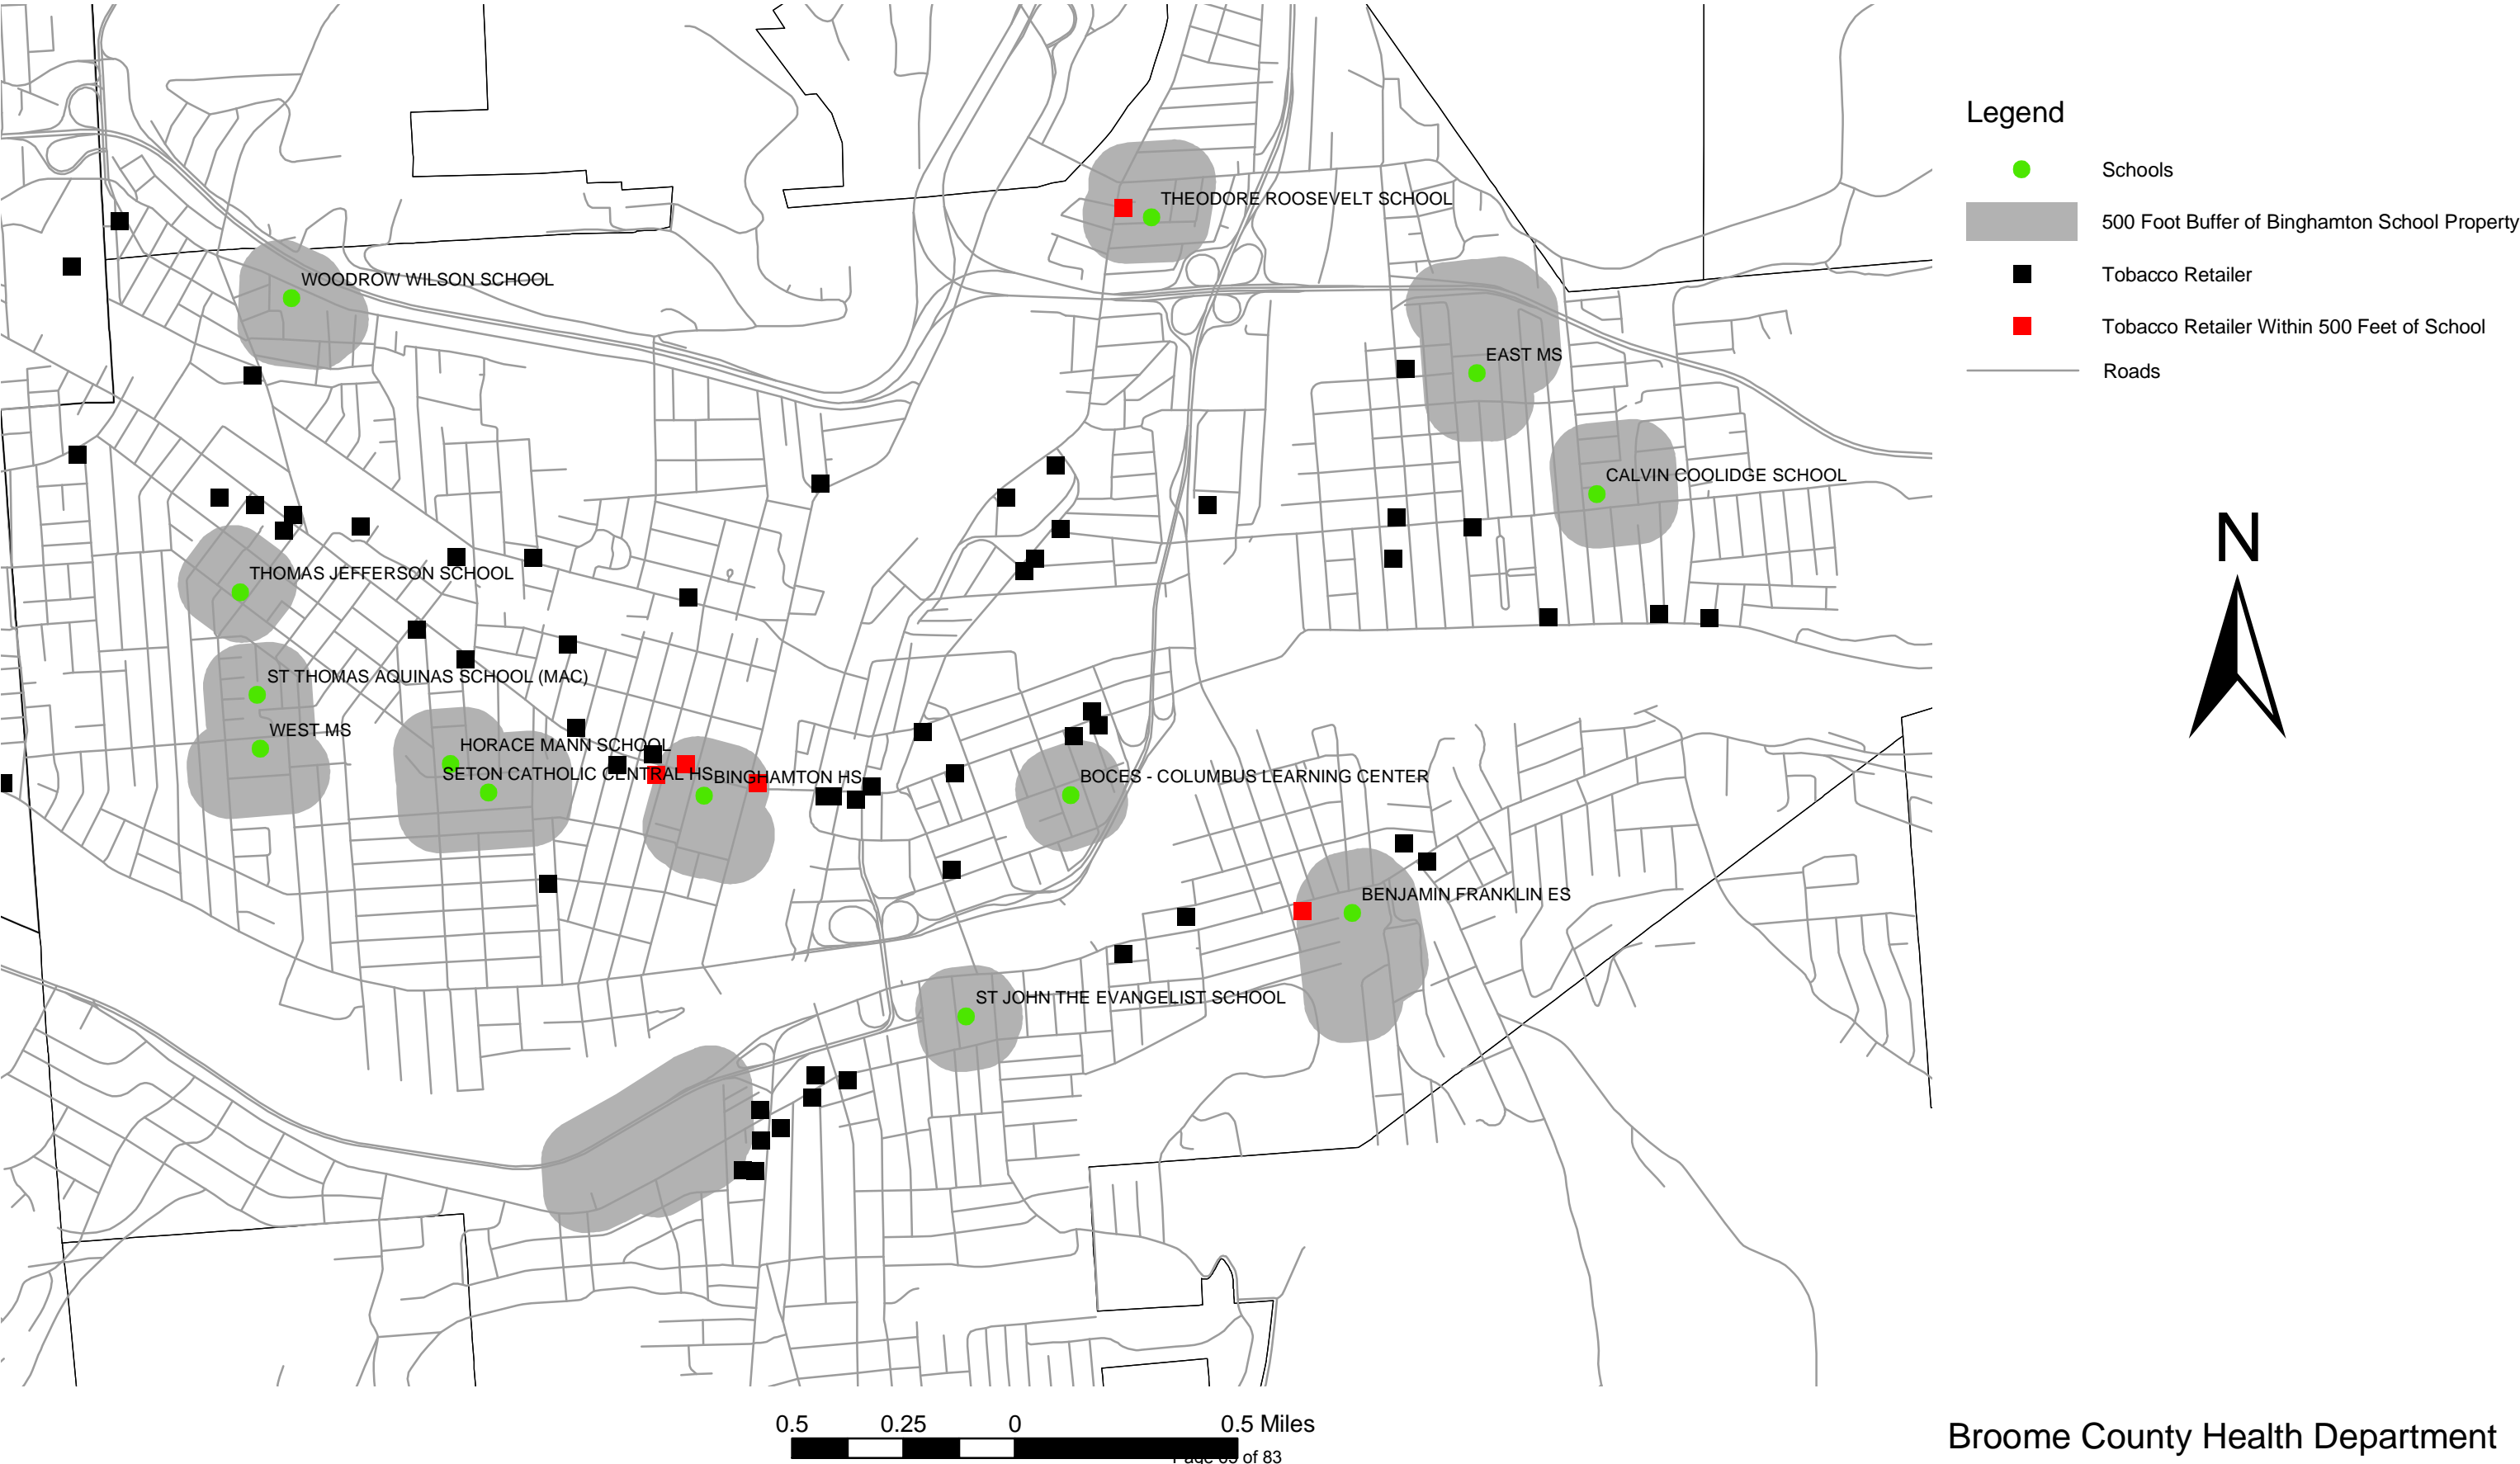 Legend
Schools
500 Foot Buffer of Binghamton School Property
Tobacco Retailer
Tobacco Retailer Within 500 Feet of School
Roads
N
THEODORE ROOSEVELT SCHOOL
WOODROW WILSON SCHOOL
EAST MS
CALVIN COOLIDGE SCHOOL
THOMAS JEFFERSON SCHOOL
ST THOMAS AQUINAS SCHOOL (MAC)
WEST MS
HORACE MANN SCHOOL
SETON CATHOLIC CENTRAL HS
BINGHAMTON HS
BOCES - COLUMBUS LEARNING CENTER
BENJAMIN FRANKLIN ES
ST JOHN THE EVANGELIST SCHOOL
0.5 0.25 0 0.5 Miles
of 83
Broome County Health Department